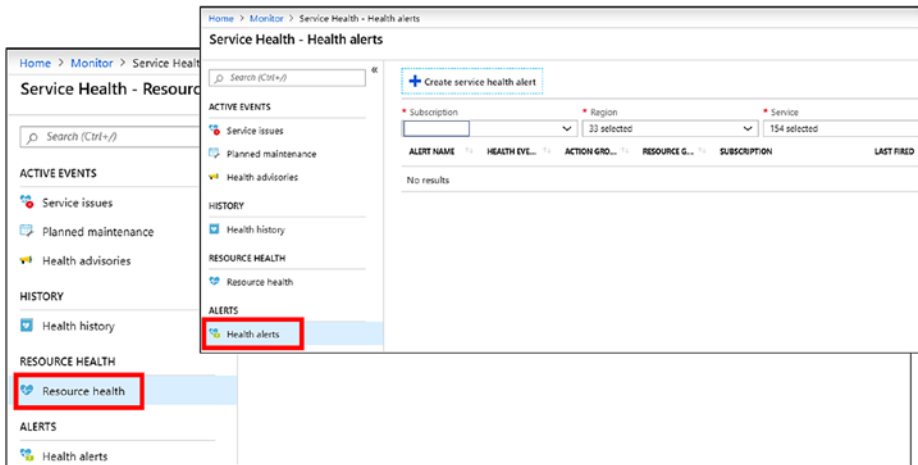 Home > Monitor > Service Health - Health alerts
Service Health - Health alerts
Search (Ctrl+/)
«
ACTIVE EVENTS
Service issues
Planned maintenance
Health advisories
HISTORY
Health history
RESOURCE HEALTH
Resource health
ALERTS
Health alerts
Create service health alert
* Subscription * Region * Service
33 selected 154 selected
ALERT NAME HEALTH EVE... ACTION GRO... RESOURCE G... SUBSCRIPTION LAST FIRED
No results
Home > Monitor > Service Healt
Service Health - Resourc
Search (Ctrl+/)
ACTIVE EVENTS
Service issues
Planned maintenance
Health advisories
HISTORY
Health history
RESOURCE HEALTH
Resource health
ALERTS
Health alerts